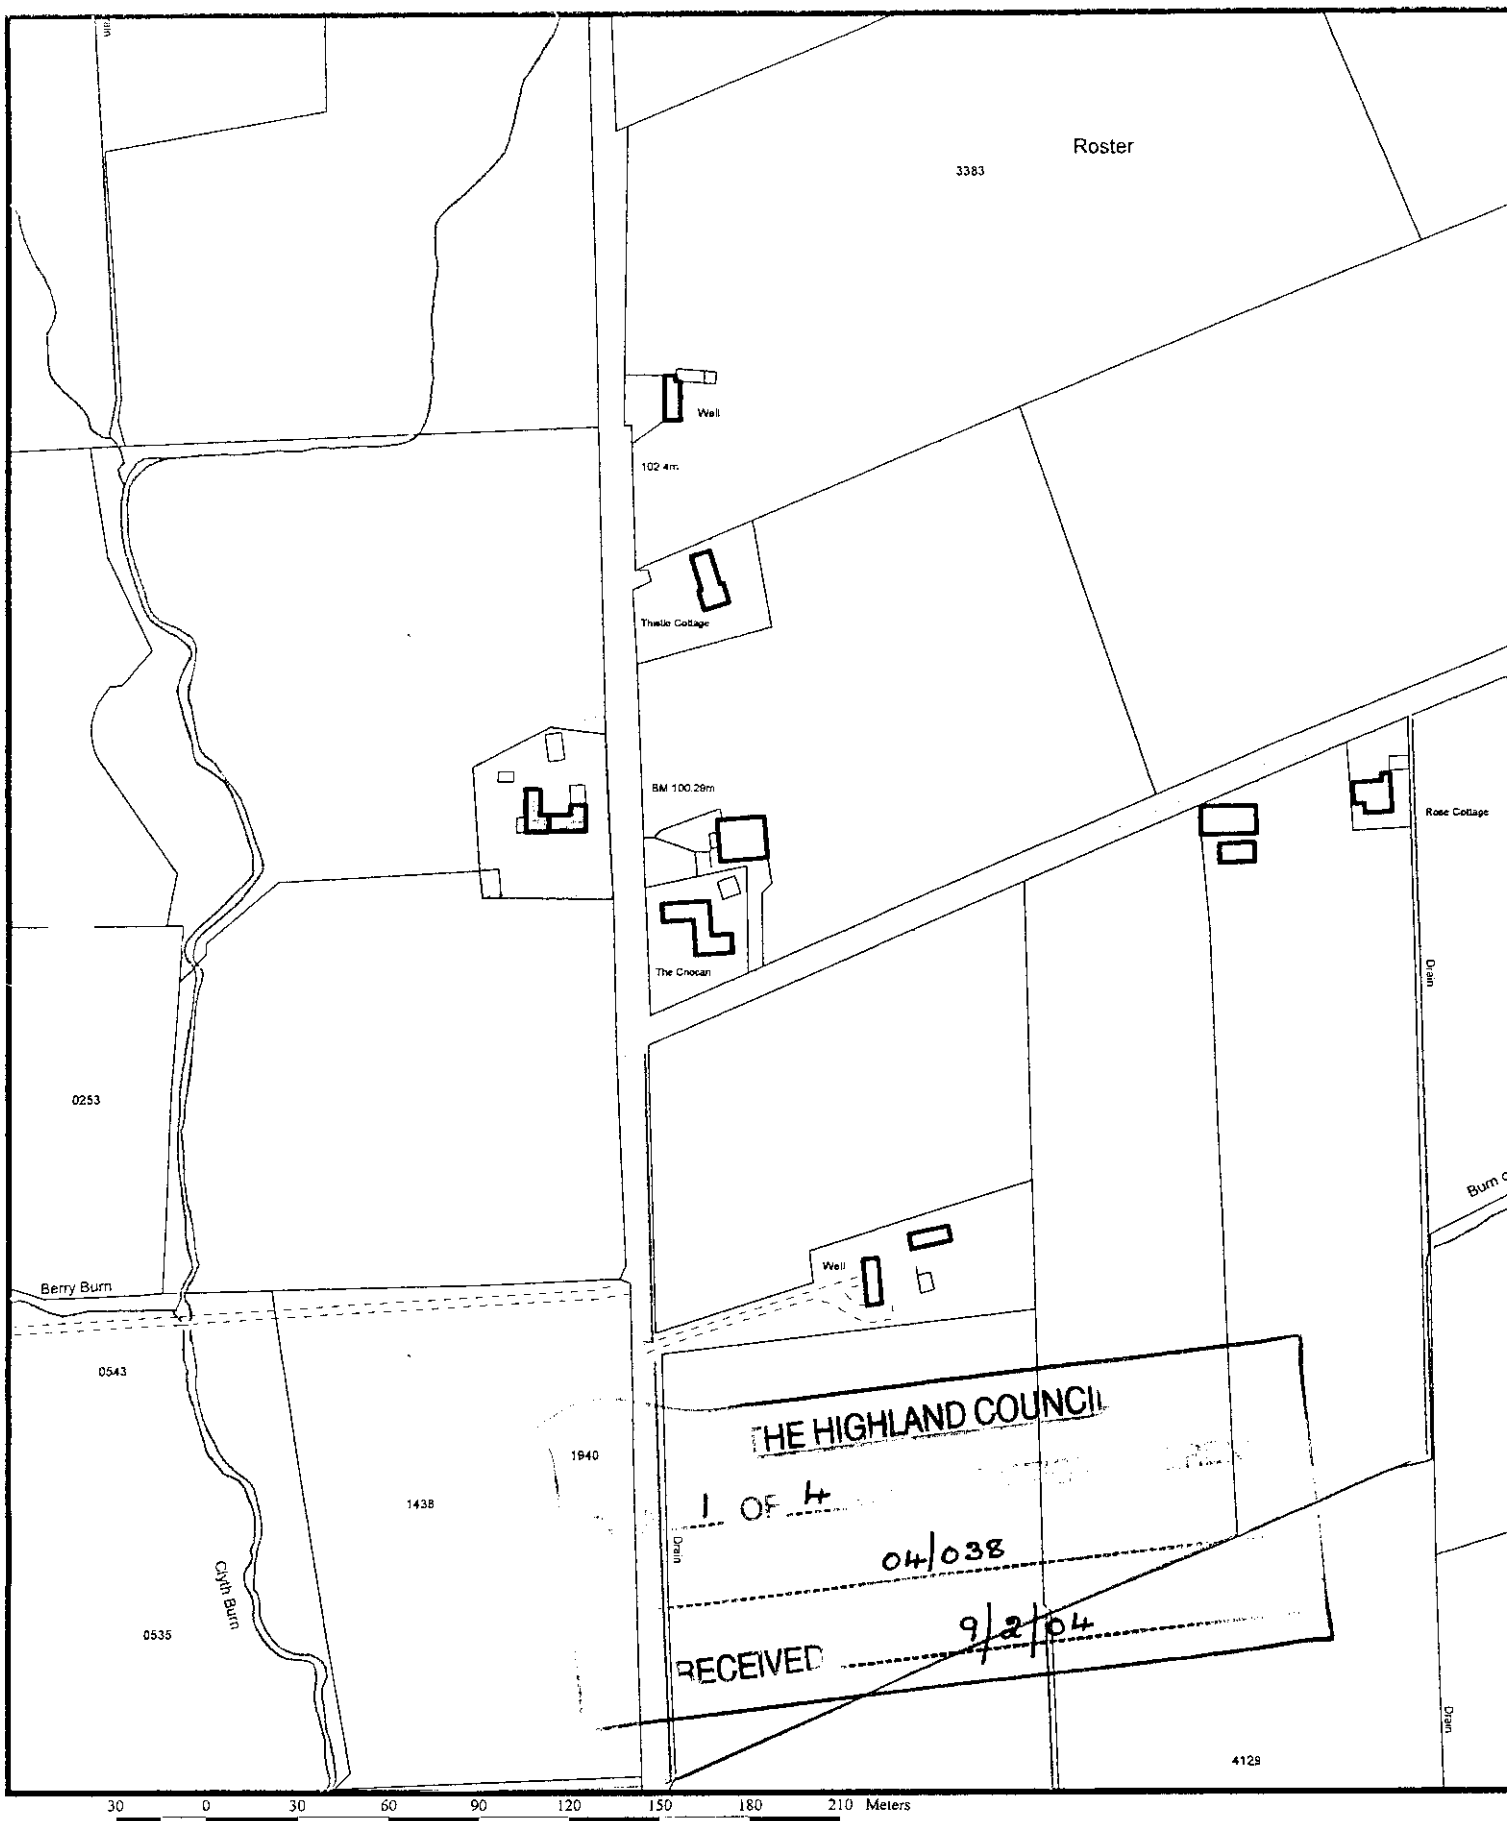 Roster
3383
Well
102.4m
Thistle Cottage
BM 100.29m
Rose Cottage
The Cnocan
Drain
0253
Burn
Well
Berry Burn
0543
THE HIGHLAND COUNCIL
1940
1 OF 4
1438
Drain
04/038
Clyth Burn
9/2/04
0535
RECEIVED
Drain
4129
30 0 30 60 90 120 150 180 210 Meters